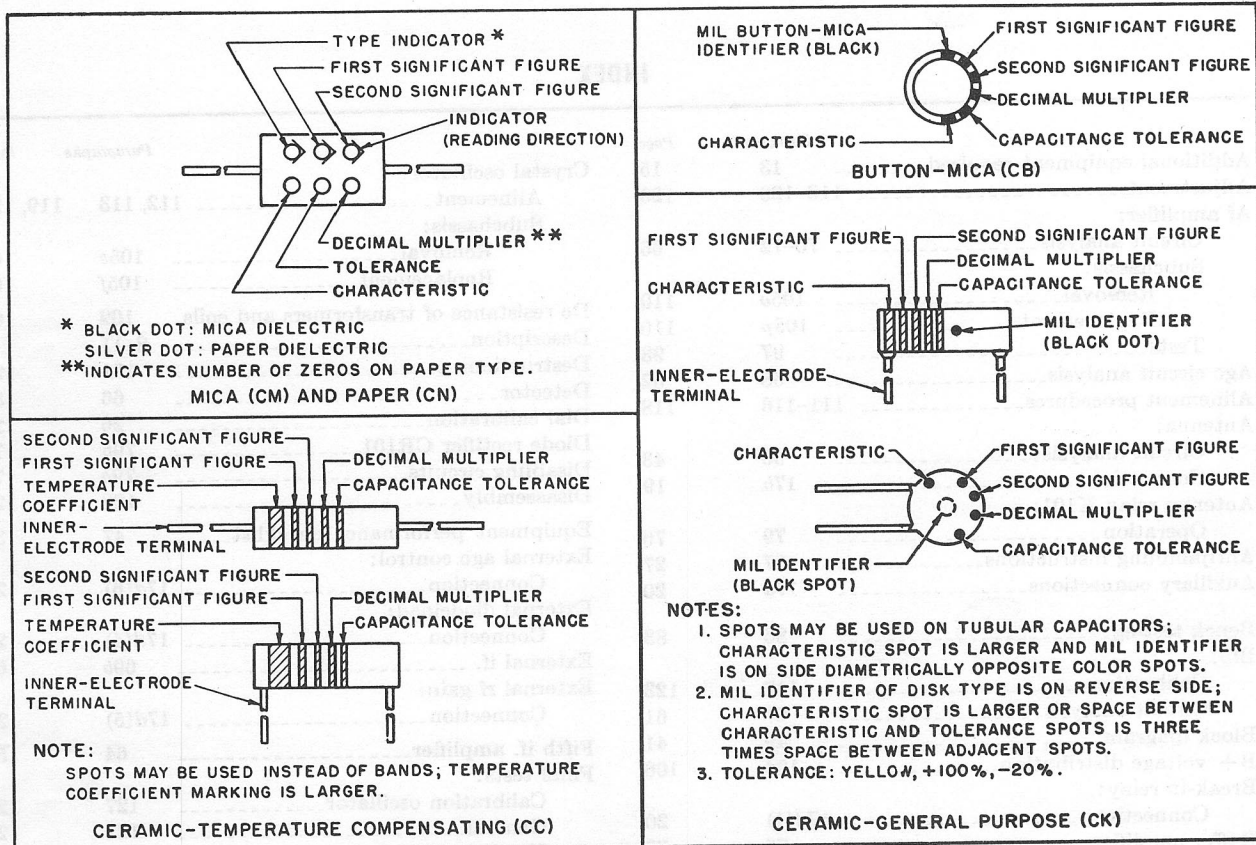 TYPE INDICATOR *
FIRST SIGNIFICANT FIGURE
SECOND SIGNIFICANT FIGURE
INDICATOR
(READING DIRECTION)
DECIMAL MULTIPLIER **
TOLERANCE
CHARACTERISTIC
* BLACK DOT: MICA DIELECTRIC
SILVER DOT: PAPER DIELECTRIC
**INDICATES NUMBER OF ZEROS ON PAPER TYPE.
MICA (CM) AND PAPER (CN)
MIL BUTTON-MICA
IDENTIFIER (BLACK)
FIRST SIGNIFICANT FIGURE
SECOND SIGNIFICANT FIGURE
DECIMAL MULTIPLIER
CHARACTERISTIC
CAPACITANCE TOLERANCE
BUTTON-MICA (CB)
FIRST SIGNIFICANT FIGURE
SECOND SIGNIFICANT FIGURE
DECIMAL MULTIPLIER
CHARACTERISTIC
CAPACITANCE TOLERANCE
MIL IDENTIFIER
(BLACK DOT)
INNER-ELECTRODE
TERMINAL
CHARACTERISTIC
FIRST SIGNIFICANT FIGURE
SECOND SIGNIFICANT FIGURE
DECIMAL MULTIPLIER
CAPACITANCE TOLERANCE
MIL IDENTIFIER
(BLACK SPOT)
NOTES:
1. SPOTS MAY BE USED ON TUBULAR CAPACITORS;
CHARACTERISTIC SPOT IS LARGER AND MIL IDENTIFIER
IS ON SIDE DIAMETRICALLY OPPOSITE COLOR SPOTS.
2. MIL IDENTIFIER OF DISK TYPE IS ON REVERSE SIDE;
CHARACTERISTIC SPOT IS LARGER OR SPACE BETWEEN
CHARACTERISTIC AND TOLERANCE SPOTS IS THREE
TIMES SPACE BETWEEN ADJACENT SPOTS.
3. TOLERANCE: YELLOW, +100%, -20%.
CERAMIC-GENERAL PURPOSE (CK)
SECOND SIGNIFICANT FIGURE
FIRST SIGNIFICANT FIGURE
DECIMAL MULTIPLIER
TEMPERATURE
COEFFICIENT
CAPACITANCE TOLERANCE
INNER-
ELECTRODE TERMINAL
SECOND SIGNIFICANT FIGURE
FIRST SIGNIFICANT FIGURE
DECIMAL MULTIPLIER
TEMPERATURE
COEFFICIENT
CAPACITANCE TOLERANCE
INNER-ELECTRODE
TERMINAL
NOTE:
SPOTS MAY BE USED INSTEAD OF BANDS; TEMPERATURE
COEFFICIENT MARKING IS LARGER.
CERAMIC-TEMPERATURE COMPENSATING (CC)